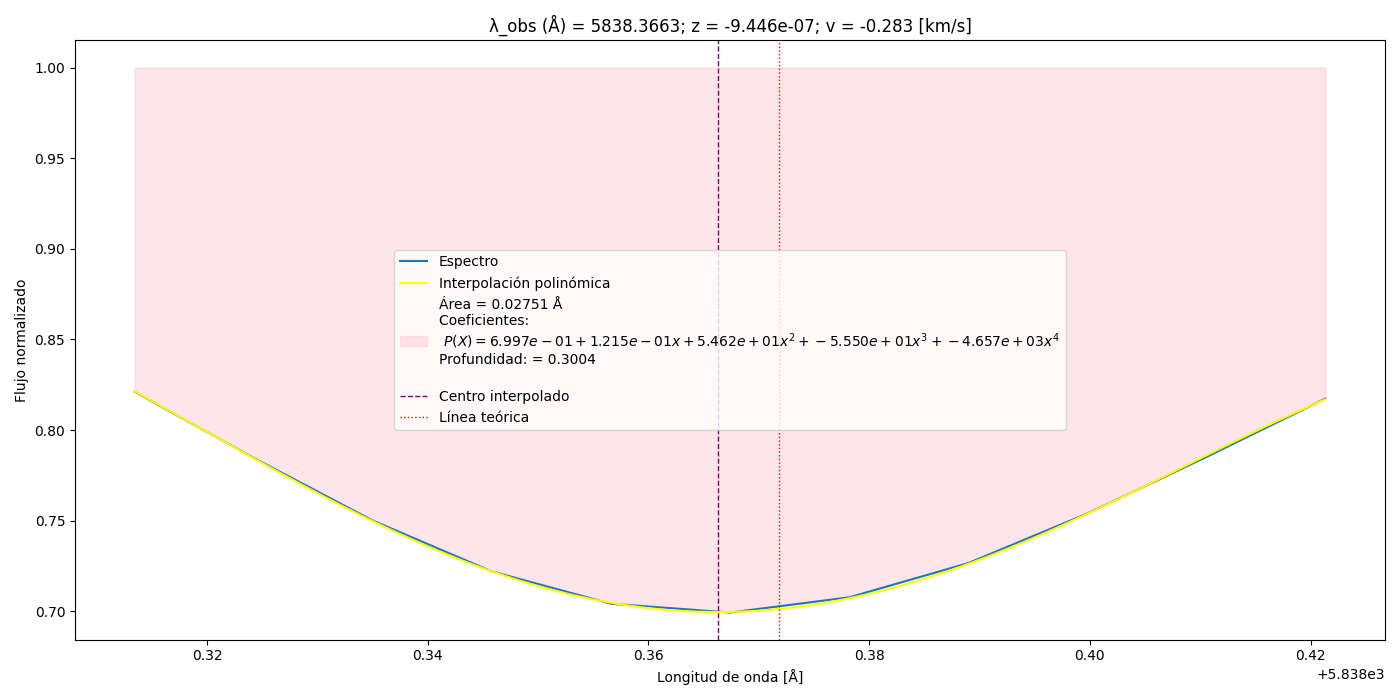 λ_obs (Å) = 5838.3663; z = -9.446e-07; v = -0.283 [km/s]
Flujo normalizado
1.00
0.95
0.90
0.85
0.80
0.75
0.70
Espectro
Interpolación polinómica
Área = 0.02751 Å
Coeficientes:
P(X) = 6.997e − 01 + 1.215e − 01x + 5.462e + 01x² + − 5.550e + 01x³ + − 4.657e + 03x⁴
Profundidad: = 0.3004
Centro interpolado
Línea teórica
0.32 0.34 0.36 0.38 0.40 0.42
+5.838e3
Longitud de onda [Å]